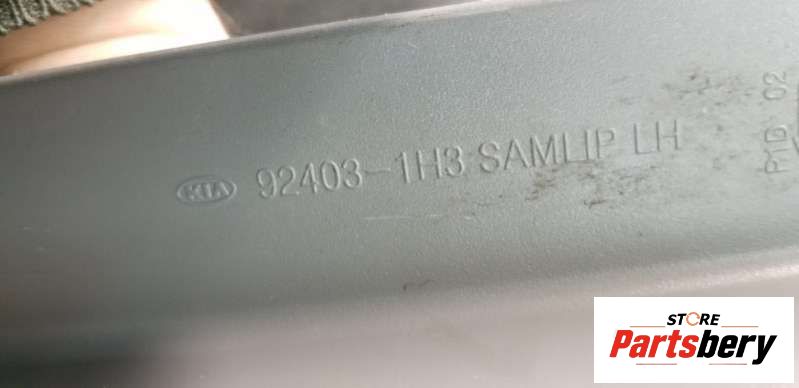 KIA 92403-1H3 SAMLIP LH
P1D 02
STORE
Partsbery